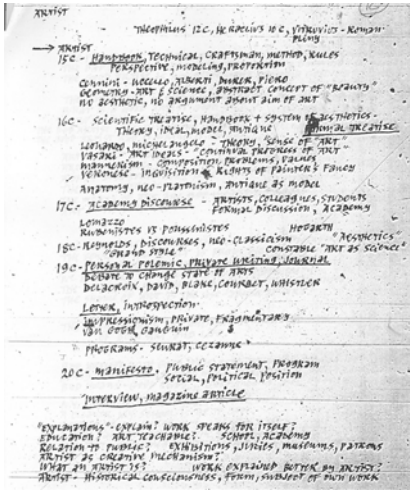 ARTIST
THEOPHILUS 12C, HERACLIUS 10C, VITRUVIUS - ROMAN
PLINY
→ ARTIST
15C - HANDBOOK, TECHNICAL, CRAFTSMAN, METHOD, RULES
PERSPECTIVE, MODELING, PROPORTION
CENNINI - UCCELLO, ALBERTI, DURER, PIERO
GEOMETRY - ART & SCIENCE, ABSTRACT CONCEPT OF "BEAUTY"
NO AESTHETIC, NO ARGUMENT ABOUT AIM OF ART
16C - SCIENTIFIC TREATISE, HANDBOOK + SYSTEM OF AESTHETICS -
THEORY, IDEAL, MODEL, ANTIQUE FORMAL TREATISE
LEONARDO, MICHELANGELO - THEORY, "SENSE OF "ART"
VASARI - ART IDEALS - "CONTINUAL PROGRESS OF ART"
MANNERISM - COMPOSITION, PROBLEMS, VALUES
VERONESE - INQUISITION RIGHTS OF PAINTER'S FANCY
ANATOMY, NEO-PLATONISM, ANTIQUE AS MODEL
17C - ACADEMY DISCOURSE - ARTISTS, COLLEAGUES, STUDENTS
FORMAL DISCUSSION, ACADEMY
LOMAZZO
RUBENISTES VS POUSSINISTES HOGARTH "AESTHETICS"
18C - REYNOLDS, DISCOURSES, NEO-CLASSICISM
"GRAND STYLE" CONSTABLE "ART AS SCIENCE"
19C - PERSONAL POLEMIC, PRIVATE WRITING, JOURNAL
DEBATE TO CHANGE STATE OF ARTS
DELACROIX, DAVID, BLAKE, COURBET, WHISTLER
LETTER, INTROSPECTION
IMPRESSIONISM, PRIVATE, FRAGMENTARY
VAN GOGH, GAUGUIN
PROGRAMS - SEURAT, CEZANNE
20C - MANIFESTO, PUBLIC STATEMENT, PROGRAM
SOCIAL, POLITICAL POSITION
INTERVIEW, MAGAZINE ARTICLE
"EXPLANATIONS" - EXPLAIN? WORK SPEAKS FOR ITSELF?
EDUCATION? ART TEACHABLE? SCHOOL, ACADEMY
RELATION TO PUBLIC? EXHIBITIONS, JURIES, MUSEUMS, PATRONS
ARTIST AS CREATIVE MECHANISM?
WHAT AN ARTIST IS? WORK EXPLAINED BETTER BY ARTIST?
ARTIST - HISTORICAL CONSCIOUSNESS, FORM, SUBJECT OF OWN WORK